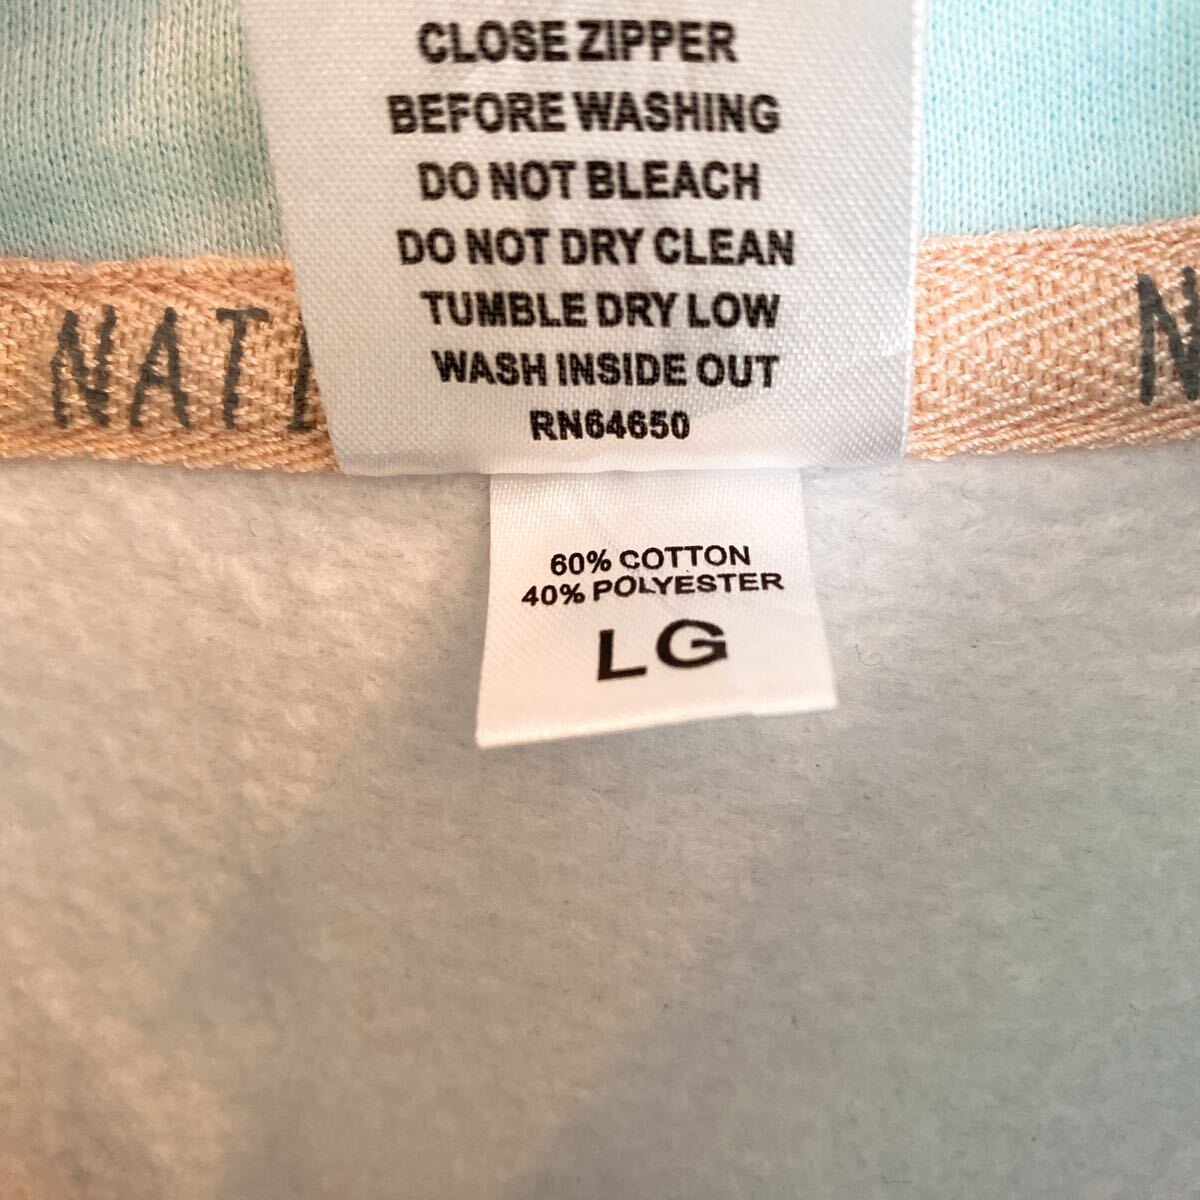 CLOSE ZIPPER
BEFORE WASHING
DO NOT BLEACH
DO NOT DRY CLEAN
TUMBLE DRY LOW
WASH INSIDE OUT
RN64650
60% COTTON
40% POLYESTER
LG